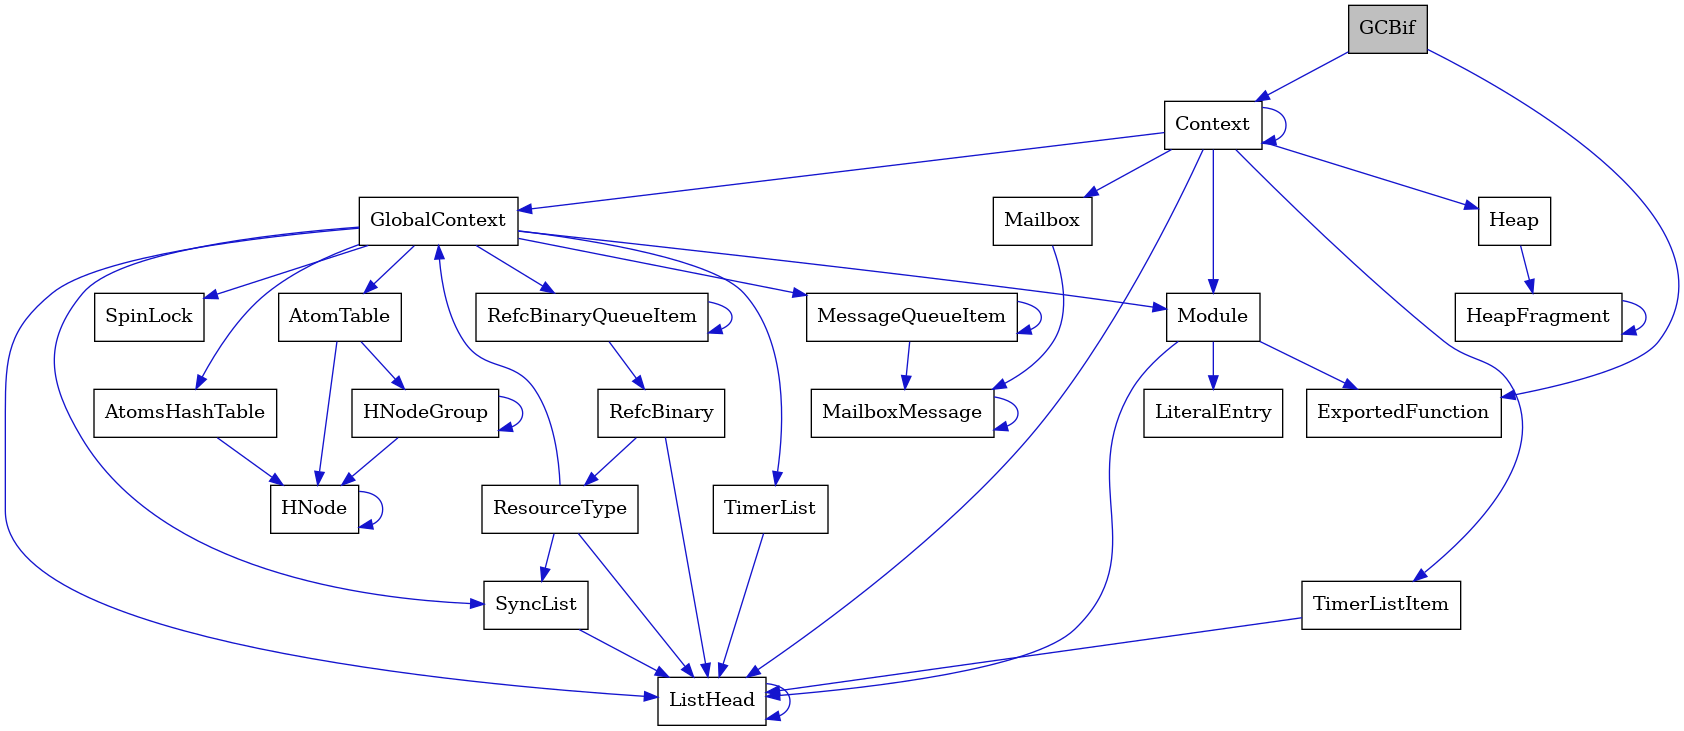 GCBif
Context
GlobalContext
Mailbox
Heap
SpinLock
AtomTable
RefcBinaryQueueItem
MessageQueueItem
Module
HeapFragment
AtomsHashTable
HNodeGroup
RefcBinary
MailboxMessage
LiteralEntry
ExportedFunction
HNode
ResourceType
TimerList
SyncList
TimerListItem
ListHead